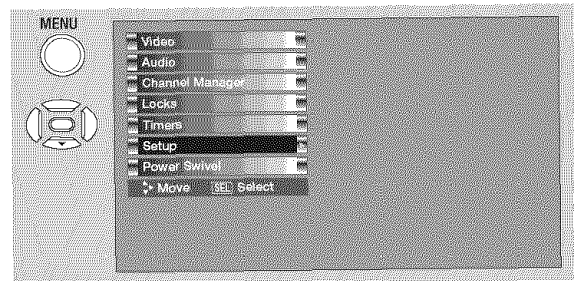 MENU
Video
Audio
Channel Manager
Locks
Timers
Setup
Power Swivel
Move SEL Select